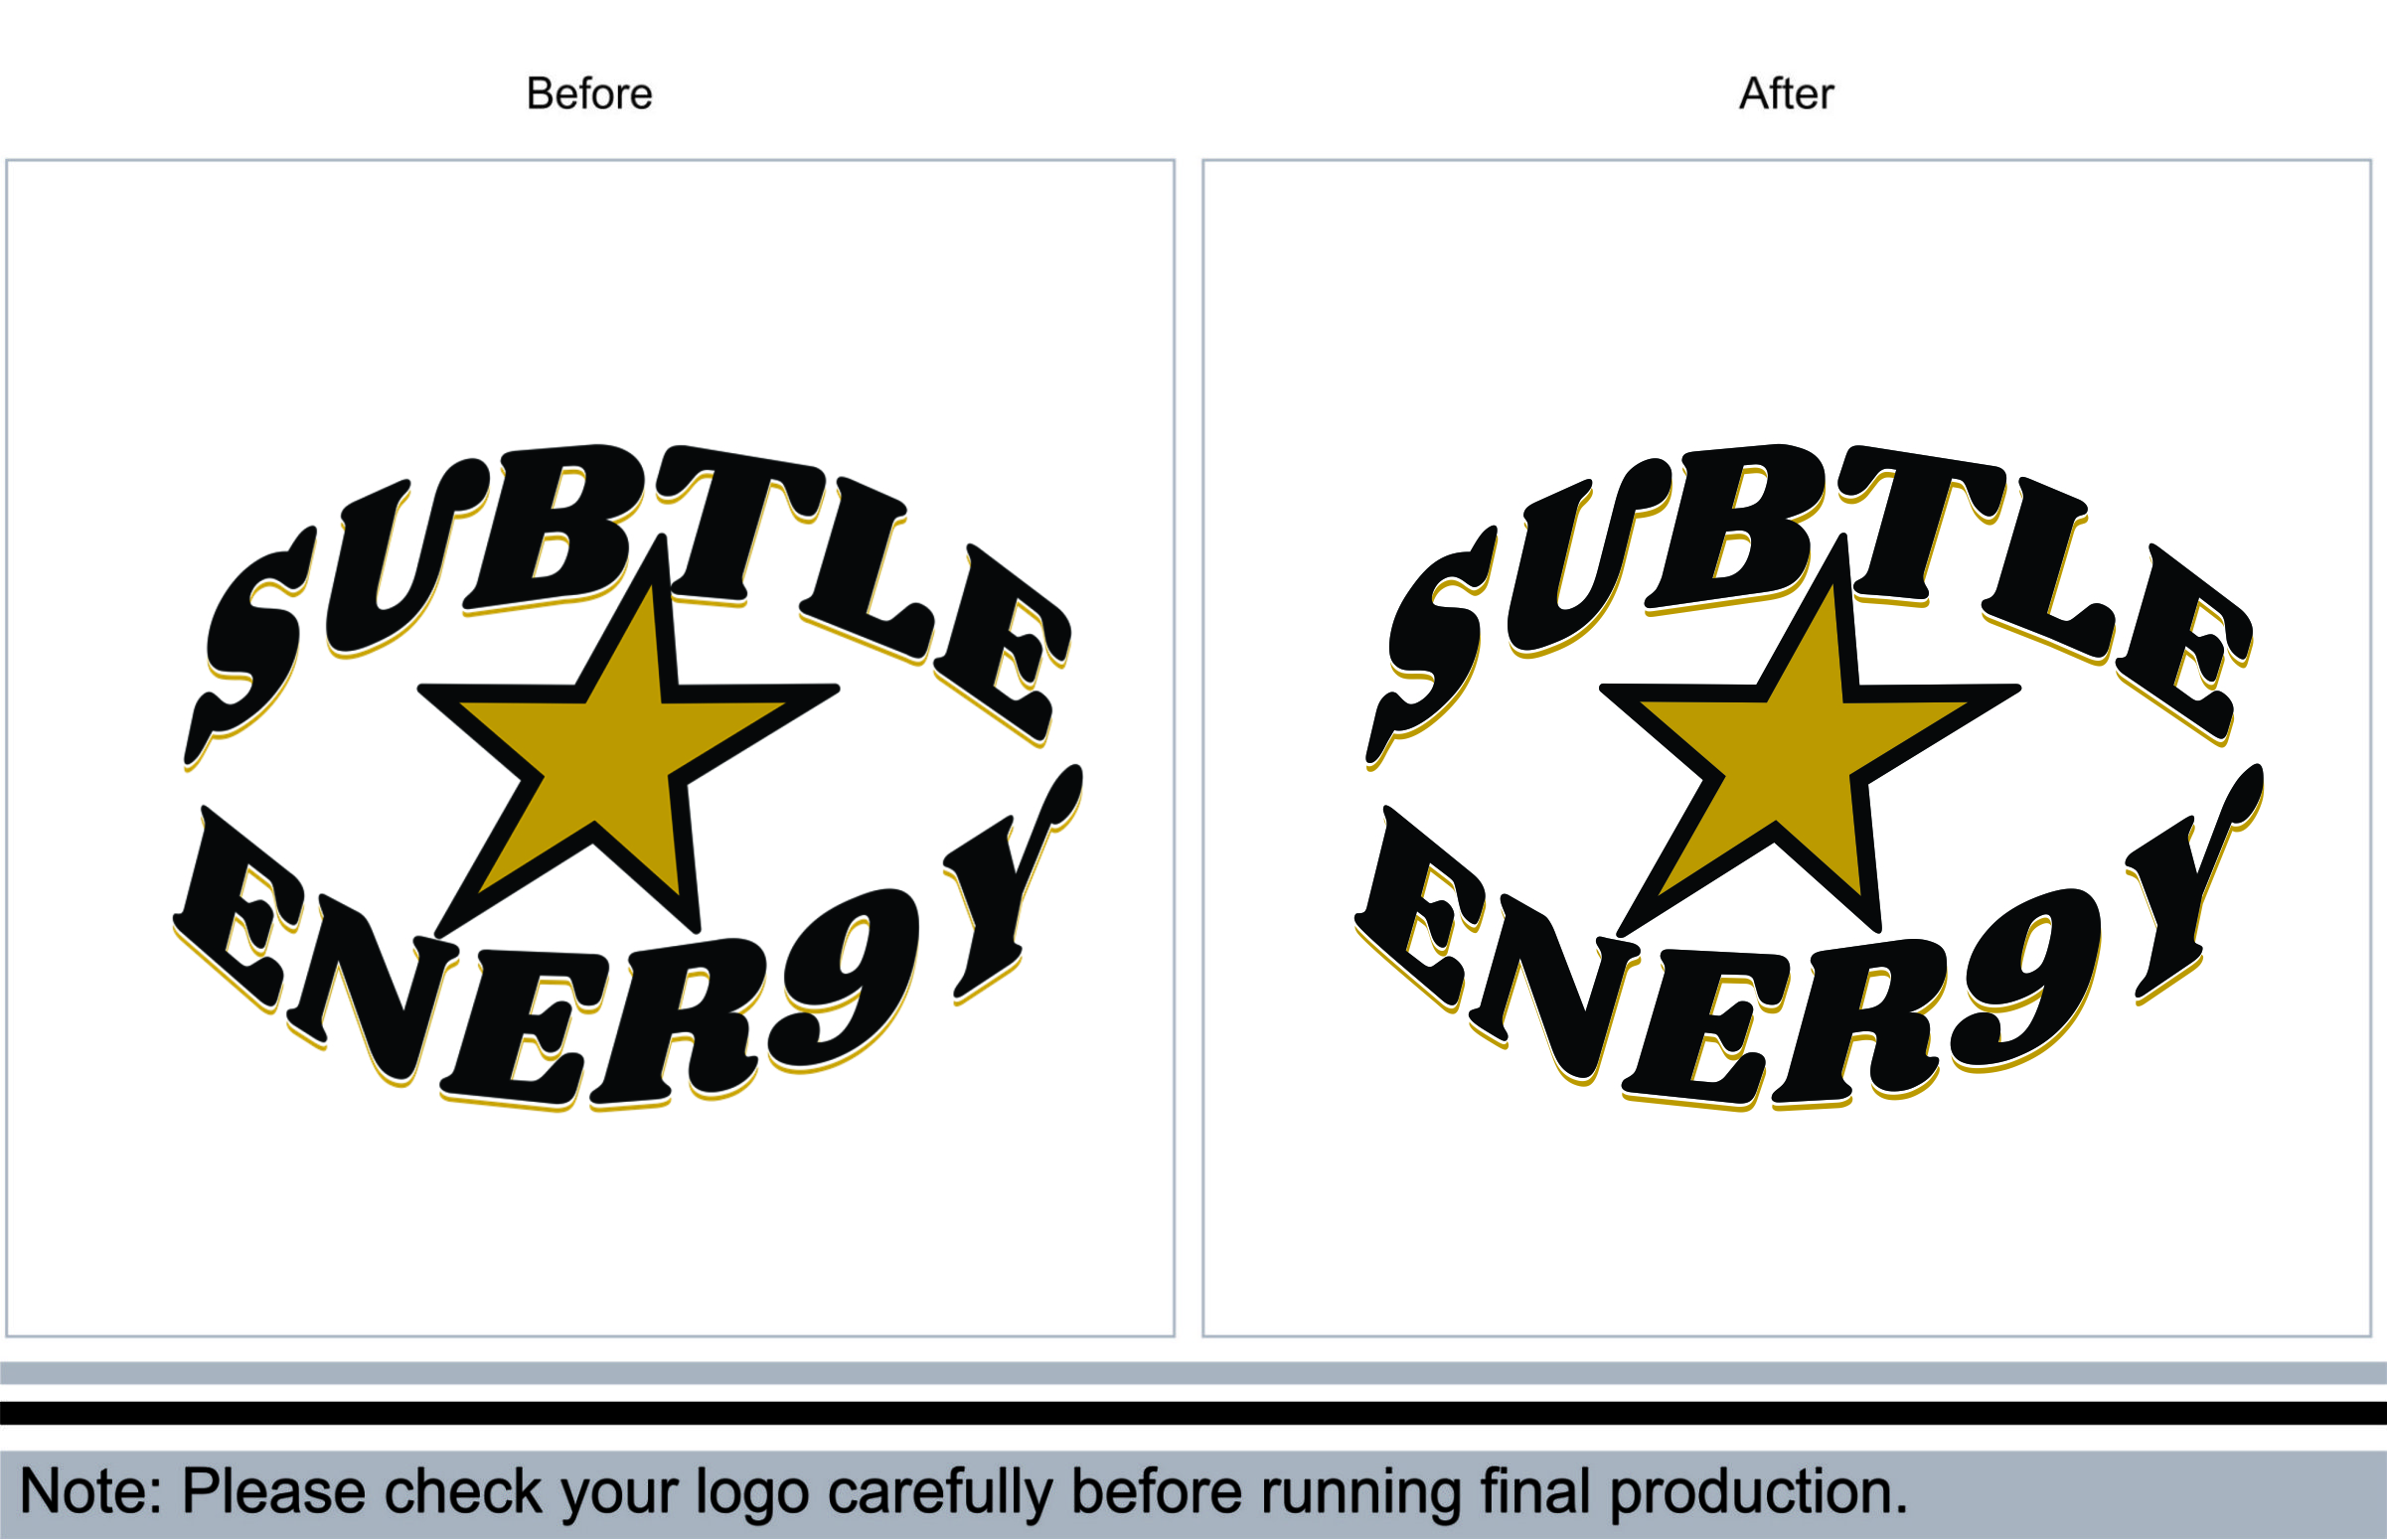 Before
After
SUBTLE
ENER9Y
SUBTLE
ENER9Y
Note: Please check your logo carefully before running final production.